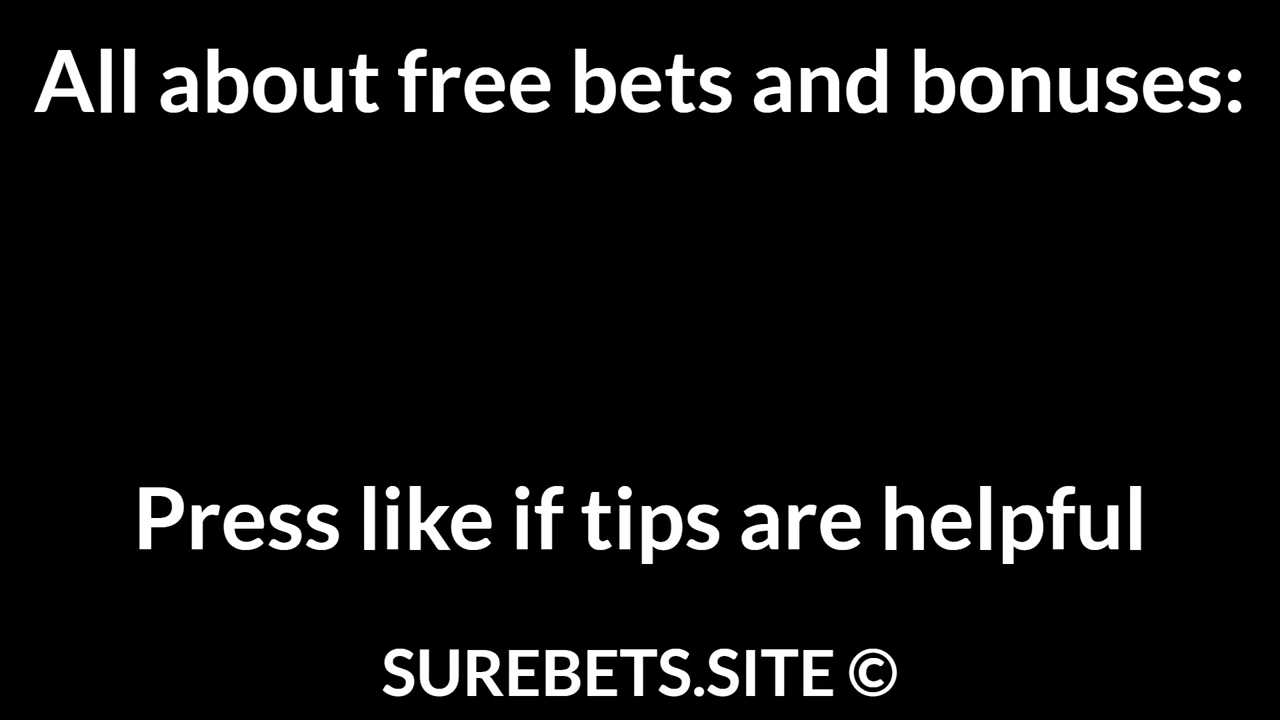 All about free bets and bonuses:
Press like if tips are helpful
SUREBETS.SITE ©